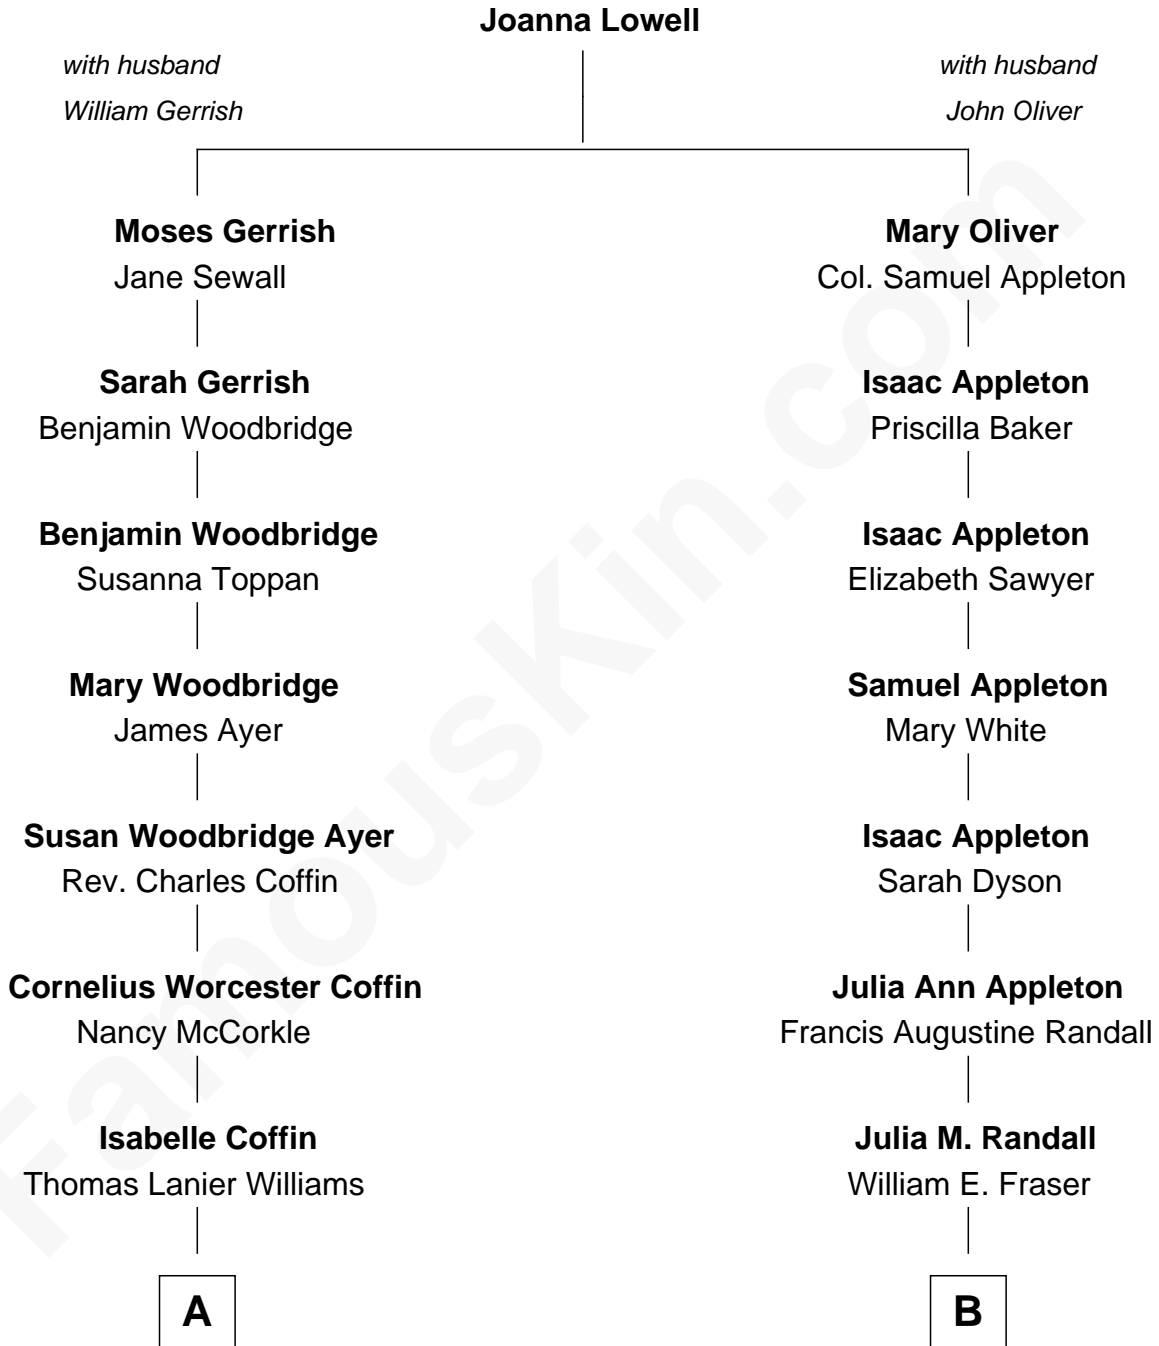 Joanna Lowell
with husband
William Gerrish
with husband
John Oliver
Moses Gerrish
Jane Sewall
Mary Oliver
Col. Samuel Appleton
Sarah Gerrish
Benjamin Woodbridge
Isaac Appleton
Priscilla Baker
Benjamin Woodbridge
Susanna Toppan
Isaac Appleton
Elizabeth Sawyer
Mary Woodbridge
James Ayer
Samuel Appleton
Mary White
Susan Woodbridge Ayer
Rev. Charles Coffin
Isaac Appleton
Sarah Dyson
Cornelius Worcester Coffin
Nancy McCorkle
Julia Ann Appleton
Francis Augustine Randall
Isabelle Coffin
Thomas Lanier Williams
Julia M. Randall
William E. Fraser
A
B
FamousKin.com